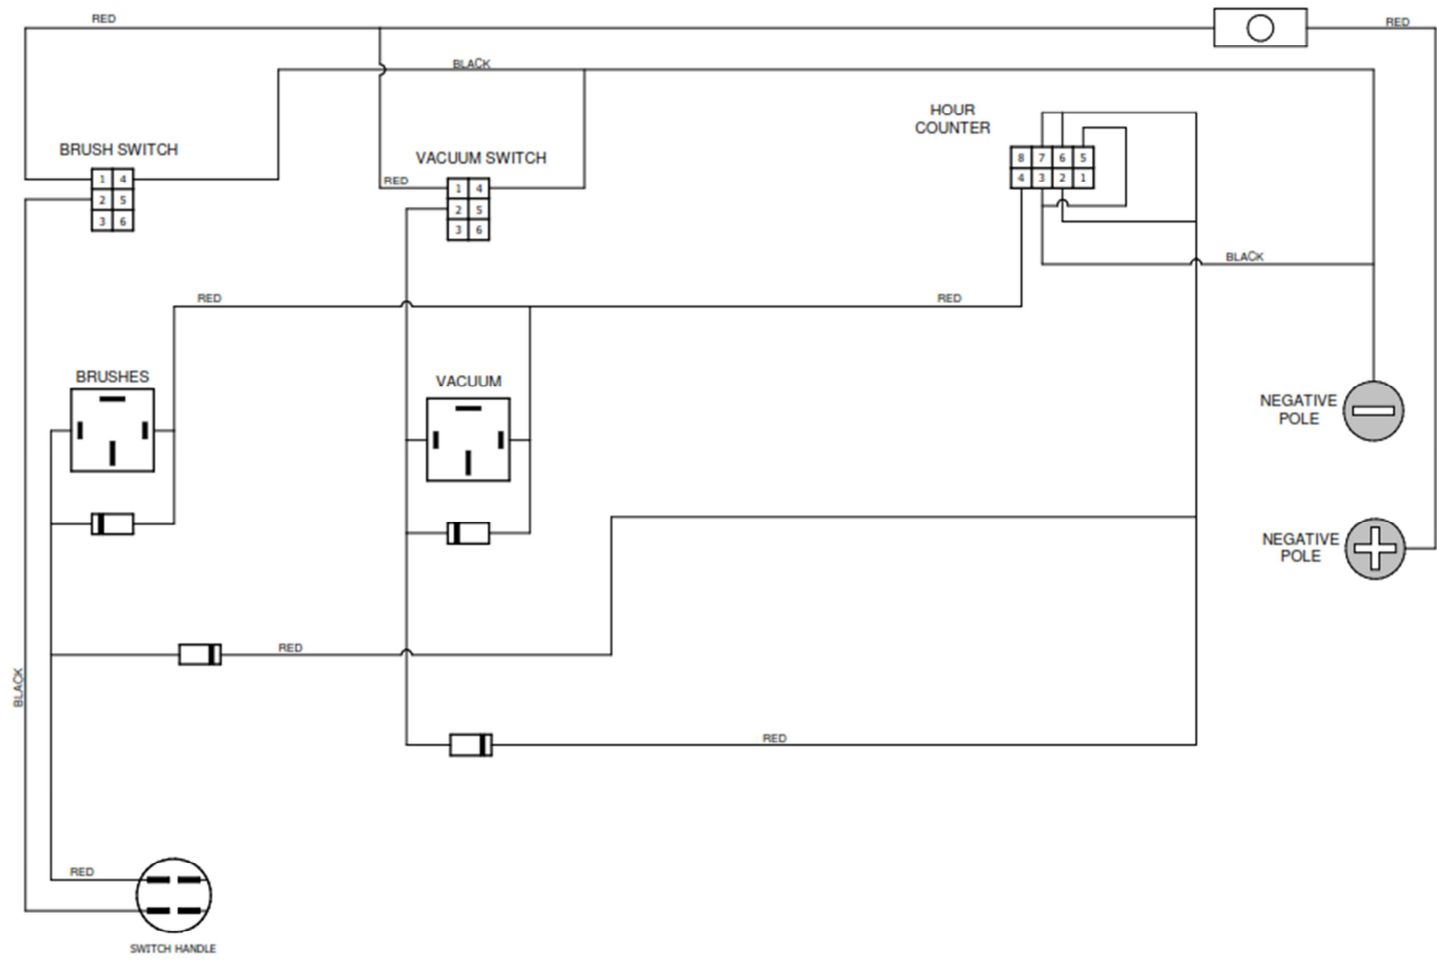 RED
RED
BLACK
HOUR
COUNTER
BRUSH SWITCH
VACUUM SWITCH
8 7 6 5
4 3 2 1
1 4
2 5
3 6
RED
1 4
2 5
3 6
BLACK
RED
RED
BRUSHES
VACUUM
NEGATIVE
POLE
NEGATIVE
POLE
RED
BLACK
RED
RED
SWITCH HANDLE